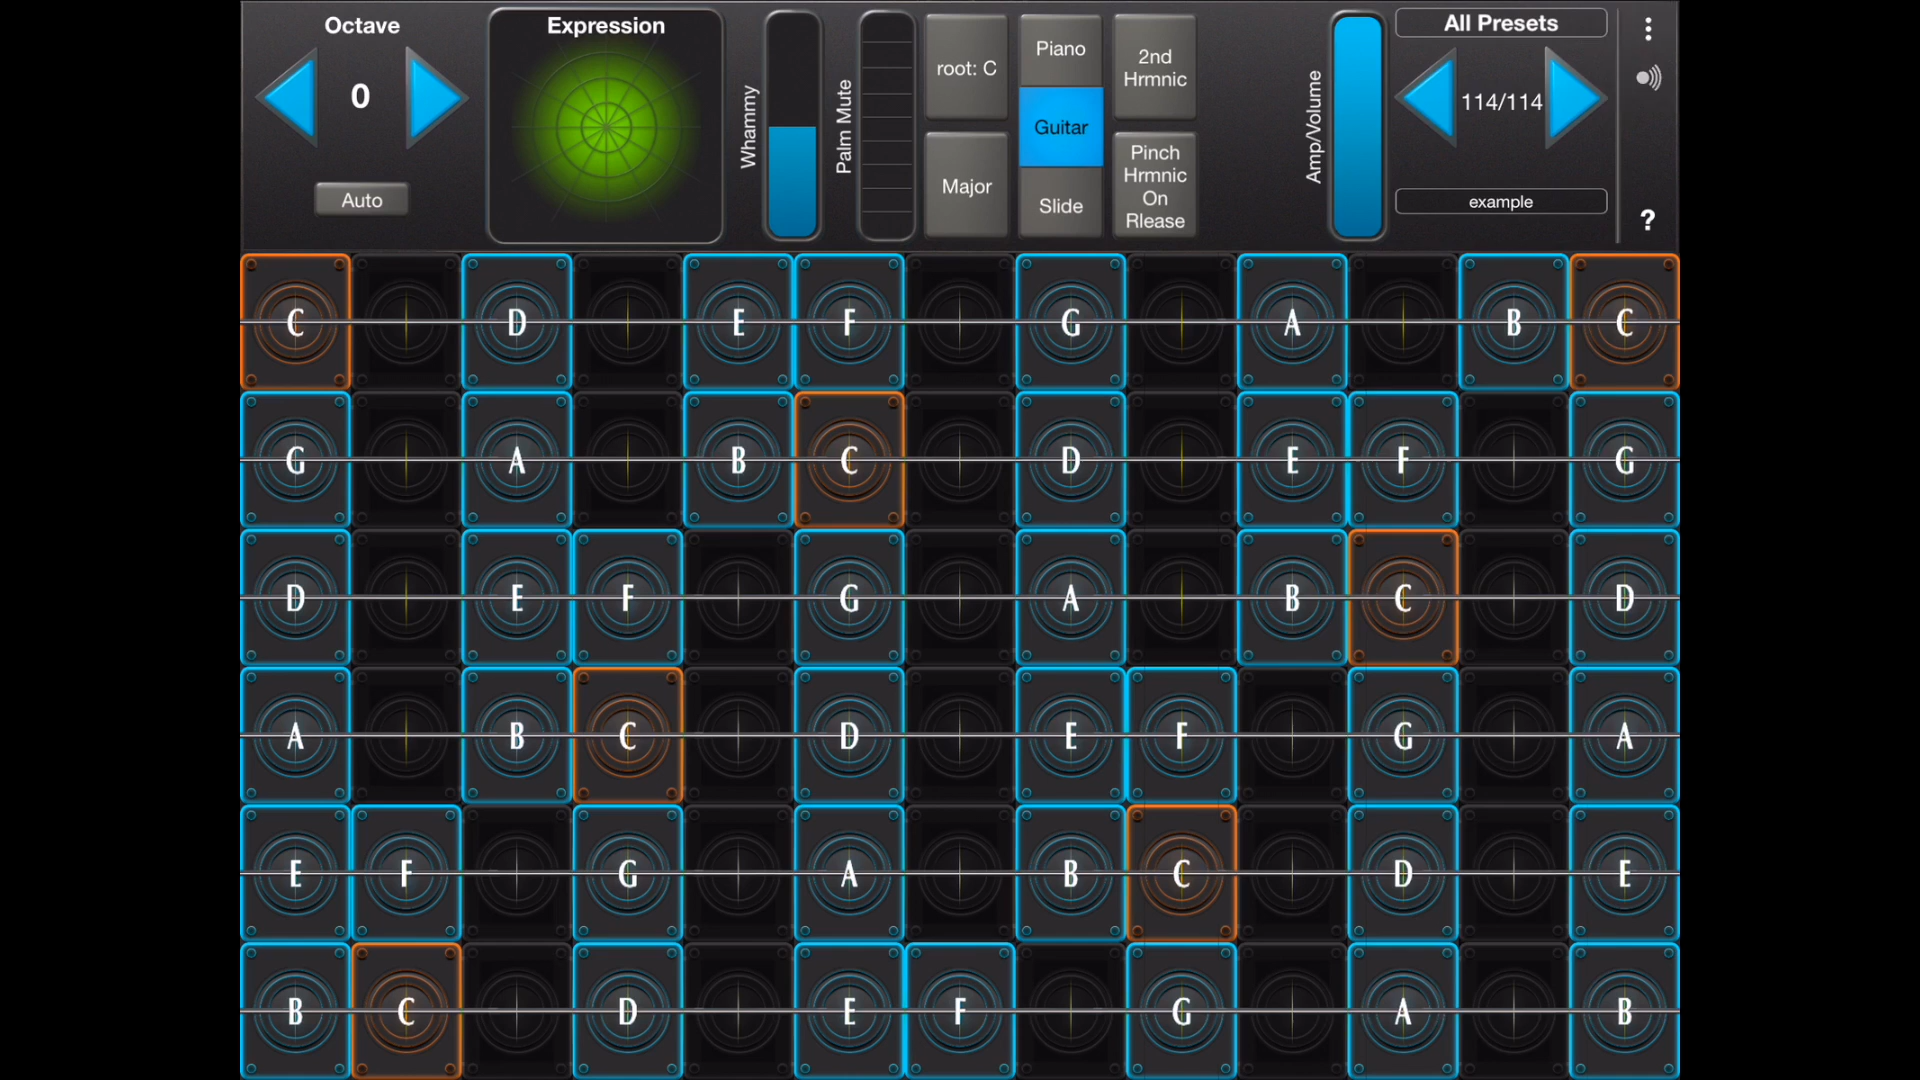 Octave
0
Auto
Expression
Whammy
Palm Mute
root: C
Major
Piano
Guitar
Slide
2nd
Hrmnic
Pinch
Hrmnic
On
Rlease
Amp/Volume
All Presets
114/114
example
?
C D E F G A B C
G A B C D E F G
D E F G A B C D
A B C D E F G A
E F G A B C D E
B C D E F G A B